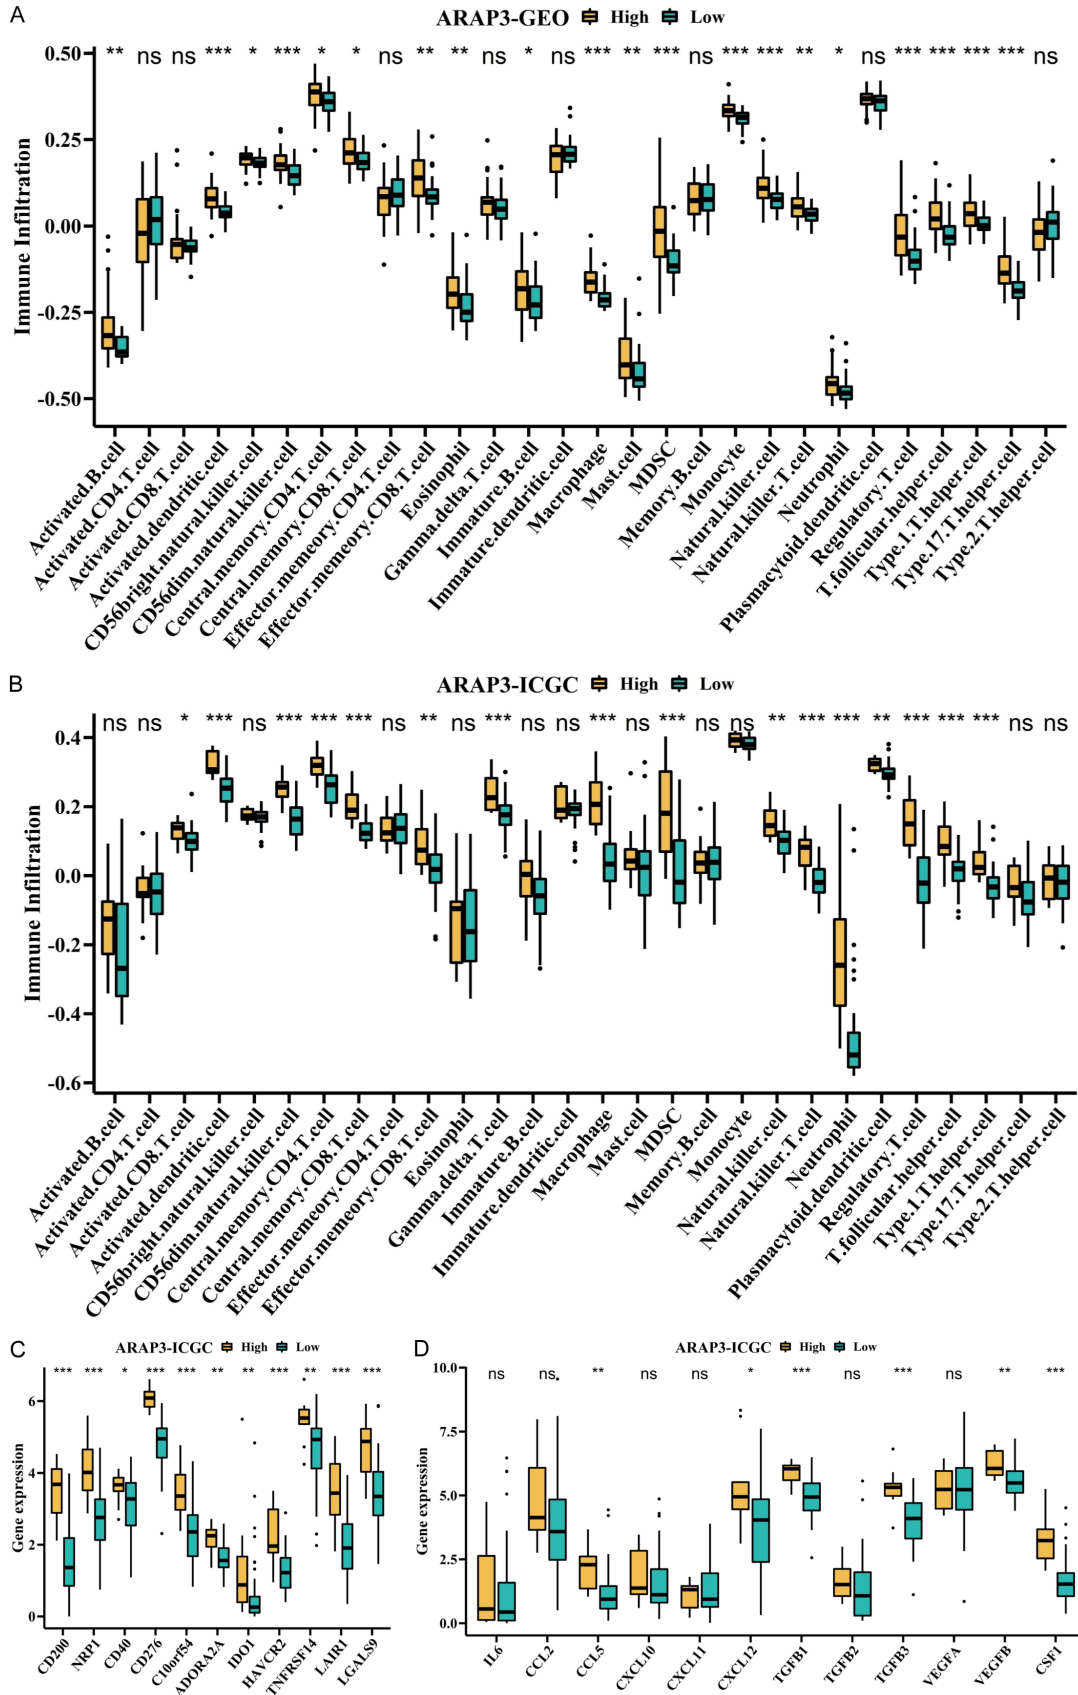 A
ARAP3-GEO High Low
** ns ns *** * *** * * ns ** ** ns * ns *** ** *** ns *** *** ** * ns *** *** *** *** ns
0.50
0.25
0.00
-0.25
-0.50
Immune Infiltration
Activated.B.cell
Activated.CD4.T.cell
Activated.CD8.T.cell
Activated.dendritic.cell
CD56bright.natural.killer.cell
CD56dim.natural.killer.cell
Central.memory.CD4.T.cell
Central.memory.CD8.T.cell
Effector.memeory.CD4.T.cell
Effector.memeory.CD8.T.cell
Eosinophil
Gamma.delta.T.cell
Immature.B.cell
Immature.dendritic.cell
Macrophage
Mast.cell
MDSC
Memory.B.cell
Monocyte
Natural.killer.cell
Natural.killer.T.cell
Neutrophil
Plasmacytoid.dendritic.cell
Regulatory.T.cell
T.follicular.helper.cell
Type.1.T.helper.cell
Type.17.T.helper.cell
Type.2.T.helper.cell
B
ARAP3-ICGC High Low
ns ns * *** ns *** *** *** ns ** ns *** ns ns *** ns *** ns ns ** *** *** ** *** *** *** ns ns
0.4
0.2
0.0
-0.2
-0.4
-0.6
Immune Infiltration
Activated.B.cell
Activated.CD4.T.cell
Activated.CD8.T.cell
Activated.dendritic.cell
CD56bright.natural.killer.cell
CD56dim.natural.killer.cell
Central.memory.CD4.T.cell
Central.memory.CD8.T.cell
Effector.memeory.CD4.T.cell
Effector.memeory.CD8.T.cell
Eosinophil
Gamma.delta.T.cell
Immature.B.cell
Immature.dendritic.cell
Macrophage
Mast.cell
MDSC
Memory.B.cell
Monocyte
Natural.killer.cell
Natural.killer.T.cell
Neutrophil
Plasmacytoid.dendritic.cell
Regulatory.T.cell
T.follicular.helper.cell
Type.1.T.helper.cell
Type.17.T.helper.cell
Type.2.T.helper.cell
C
ARAP3-ICGC High Low
*** *** * *** *** ** ** *** ** *** ***
6
4
2
0
Gene expression
CD200
NRP1
CD40
CD276
C10orf54
ADORA2A
IDO1
HAVCR2
TNFRSF14
LAIR1
LGALS9
D
ARAP3-ICGC High Low
ns ns ** ns ns * *** ns *** ns ** ***
10.0
7.5
5.0
2.5
0.0
Gene expression
IL6
CCL2
CCL5
CXCL10
CXCL11
CXCL12
TGFB1
TGFB2
TGFB3
VEGFA
VEGFB
CSF1